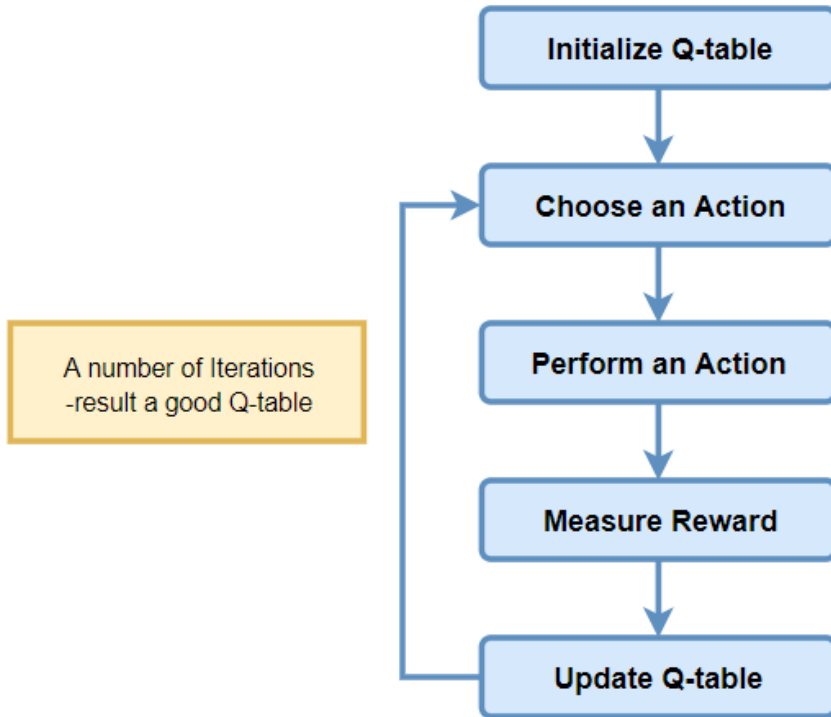 Initialize Q-table
Choose an Action
Perform an Action
A number of Iterations
-result a good Q-table
Measure Reward
Update Q-table